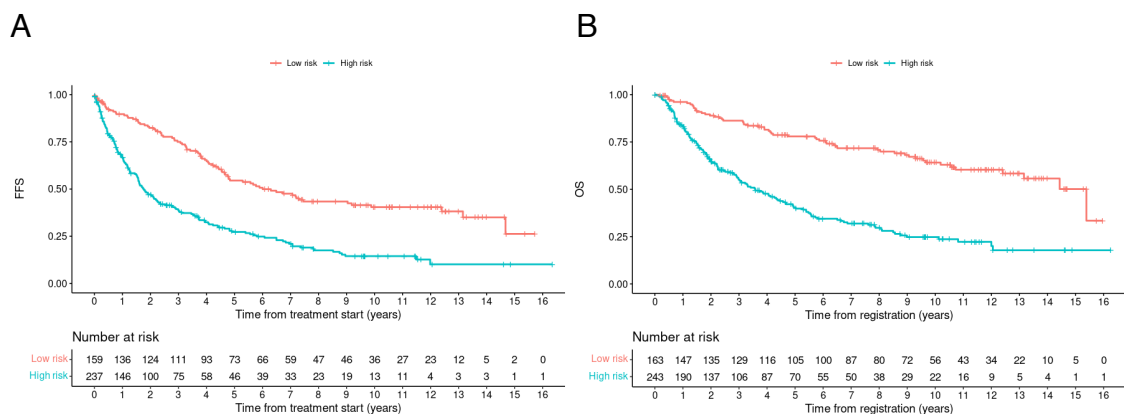 A
Low risk High risk
FFS
1.00
0.75
0.50
0.25
0.00
0 1 2 3 4 5 6 7 8 9 10 11 12 13 14 15 16
Time from treatment start (years)
Number at risk
Low risk 159 136 124 111 93 73 66 59 47 46 36 27 23 12 5 2 0
High risk 237 146 100 75 58 46 39 33 23 19 13 11 4 3 3 1 1
0 1 2 3 4 5 6 7 8 9 10 11 12 13 14 15 16
Time from treatment start (years)
B
Low risk High risk
OS
1.00
0.75
0.50
0.25
0.00
0 1 2 3 4 5 6 7 8 9 10 11 12 13 14 15 16
Time from registration (years)
Number at risk
Low risk 163 147 135 129 116 105 100 87 80 72 56 43 34 22 10 5 0
High risk 243 190 137 106 87 70 55 50 38 29 22 16 9 5 4 1 1
0 1 2 3 4 5 6 7 8 9 10 11 12 13 14 15 16
Time from registration (years)